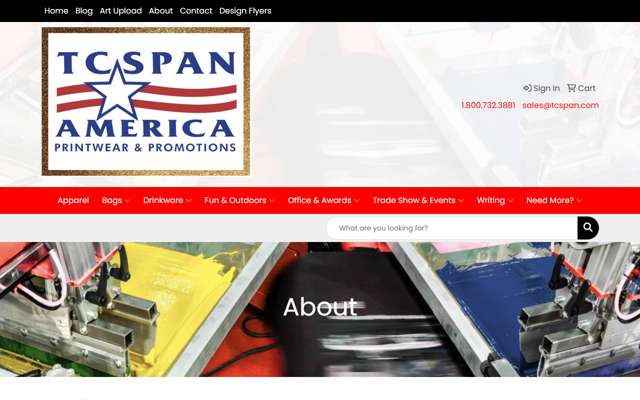 Home Blog Art Upload About Contact Design Flyers
TCSPAN
AMERICA
PRINTWEAR & PROMOTIONS
Sign In Cart
1.800.732.3881 sales@tcspan.com
Apparel Bags Drinkware Fun & Outdoors Office & Awards Trade Show & Events Writing Need More?
What are you looking for?
About